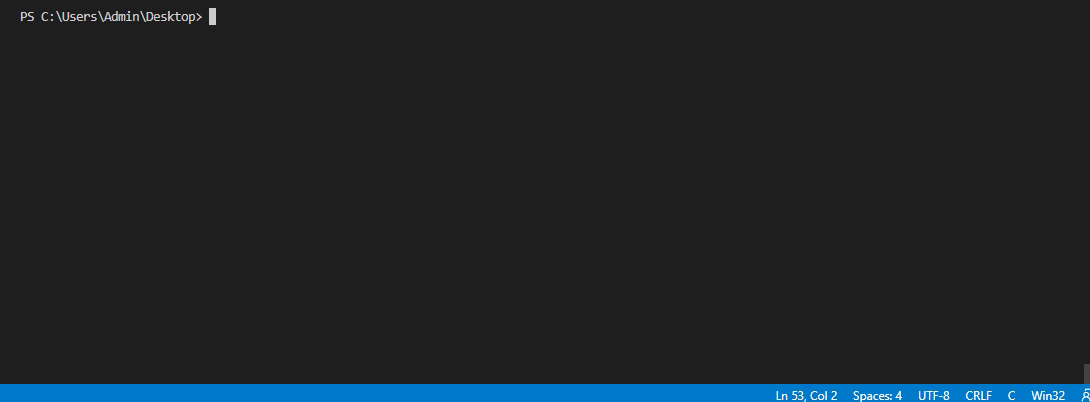 PS C:\Users\Admin\Desktop>
Ln 53, Col 2 Spaces: 4 UTF-8 CRLF C Win32